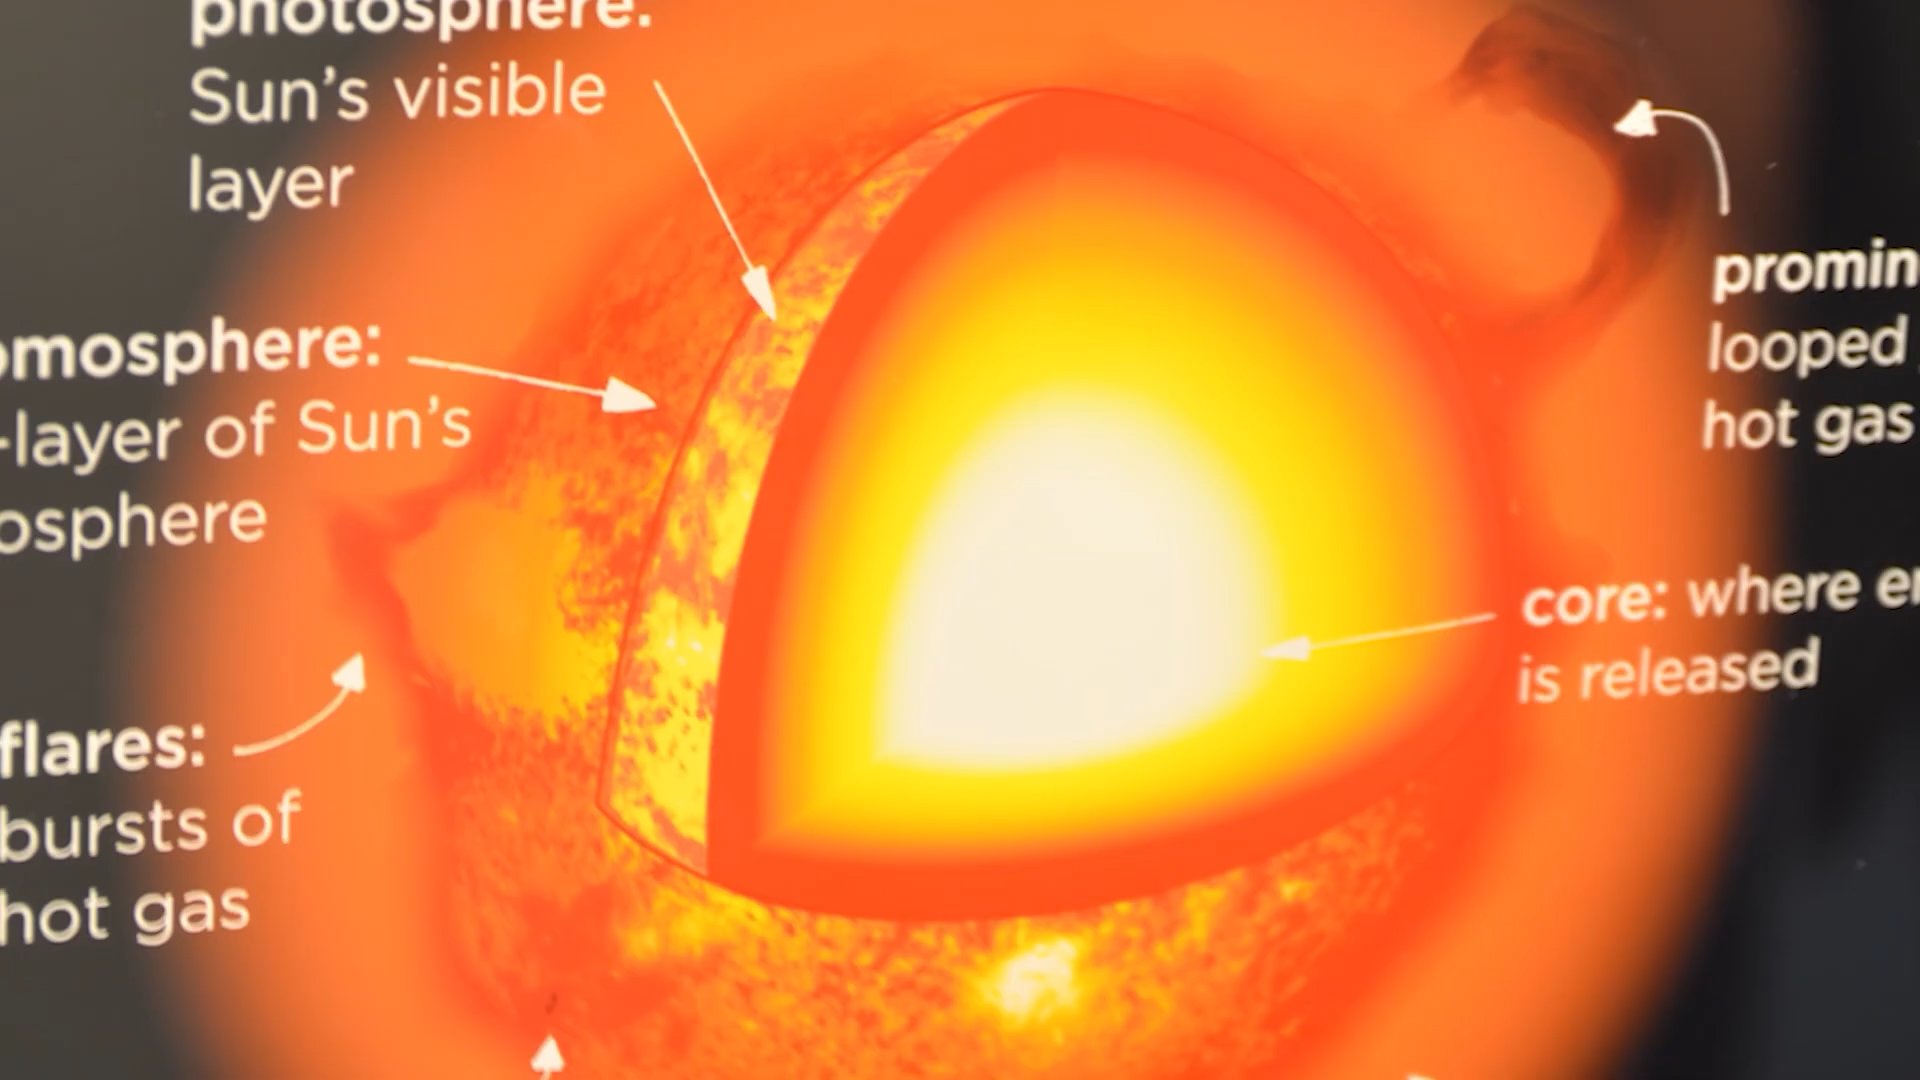 photosphere:
Sun's visible
layer
omosphere:
-layer of Sun's
osphere
flares:
bursts of
hot gas
promin
looped
hot gas
core: where en
is released